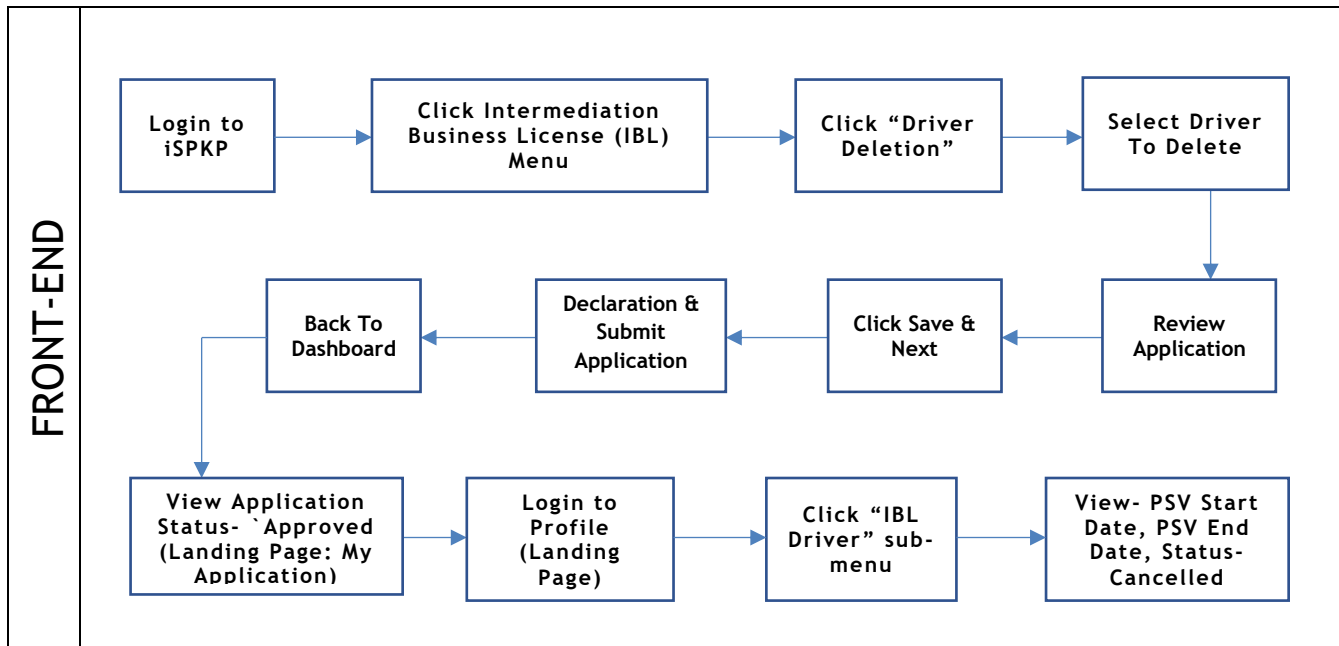 FRONT-END
Login to
iSPKP
Click Intermediation
Business License (IBL)
Menu
Click “Driver
Deletion”
Select Driver
To Delete
Review
Application
Click Save &
Next
Declaration &
Submit
Application
Back To
Dashboard
View Application
Status- `Approved
(Landing Page: My
Application)
Login to
Profile
(Landing
Page)
Click “IBL
Driver” sub-
menu
View- PSV Start
Date, PSV End
Date, Status-
Cancelled